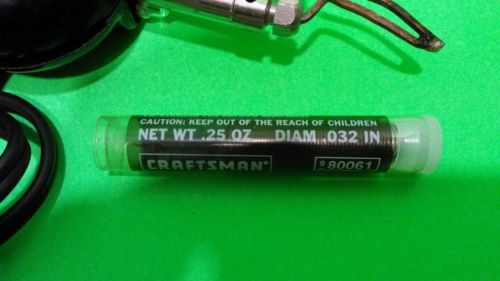 CAUTION: KEEP OUT OF THE REACH OF CHILDREN
NET WT .25 OZ DIAM .032 IN
CRAFTSMAN® 9 80061